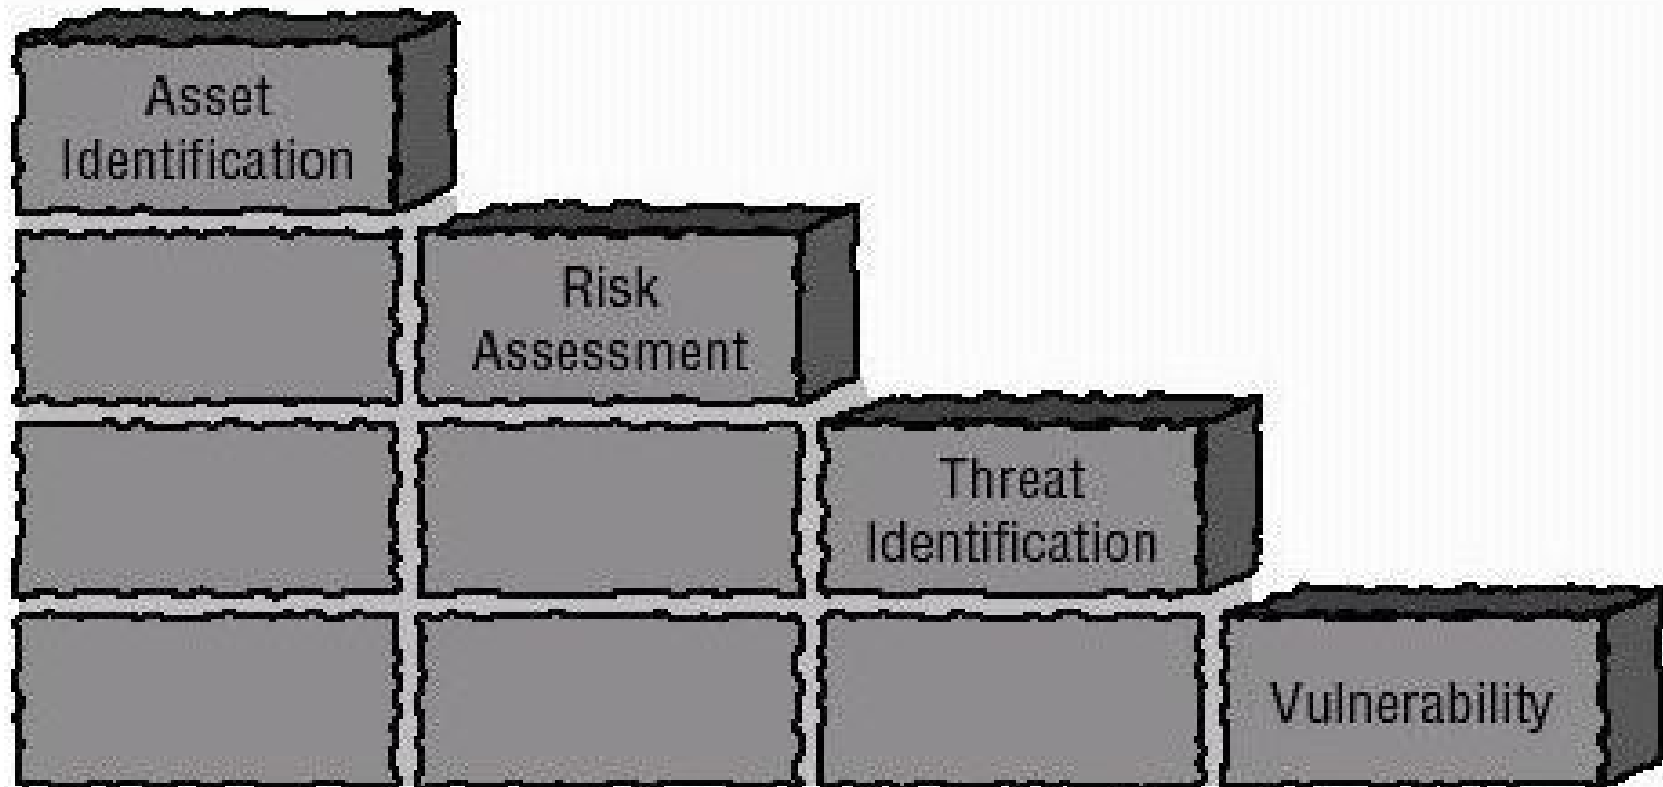 Asset
Identification
Risk
Assessment
Threat
Identification
Vulnerability